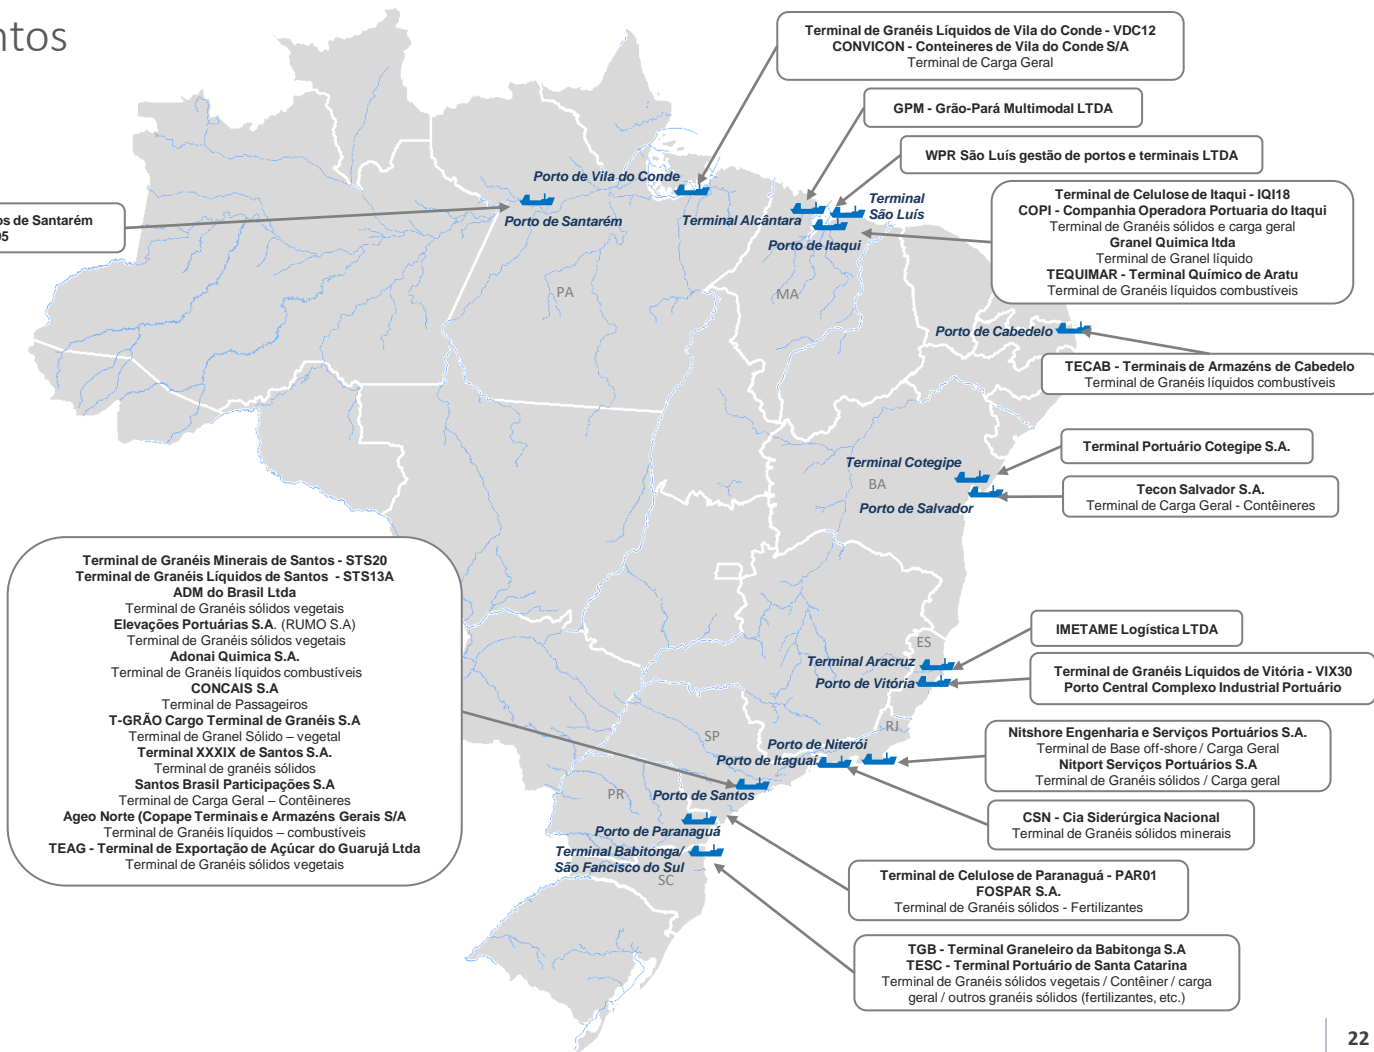 Terminal de Granéis Líquidos de Vila do Conde - VDC12
CONVICON - Conteineres de Vila do Conde S/A
Terminal de Carga Geral
GPM - Grão-Pará Multimodal LTDA
WPR São Luís gestão de portos e terminais LTDA
Porto de Vila do Conde
de Santarém
Porto de Santarém
Terminal Alcântara
Terminal
São Luís
Porto de Itaqui
Terminal de Celulose de Itaqui - IQI18
COPI - Companhia Operadora Portuaria do Itaqui
Terminal de Granéis sólidos e carga geral
Granel Quimica ltda
Terminal de Granel líquido
TEQUIMAR - Terminal Químico de Aratu
Terminal de Granéis líquidos combustíveis
PA
MA
Porto de Cabedelo
TECAB - Terminais de Armazéns de Cabedelo
Terminal de Granéis líquidos combustíveis
Terminal Portuário Cotegipe S.A.
Terminal Cotegipe
BA
Porto de Salvador
Tecon Salvador S.A.
Terminal de Carga Geral - Contêineres
Terminal de Granéis Minerais de Santos - STS20
Terminal de Granéis Líquidos de Santos - STS13A
ADM do Brasil Ltda
Terminal de Granéis sólidos vegetais
Elevações Portuárias S.A. (RUMO S.A)
Terminal de Granéis sólidos vegetais
Adonai Quimica S.A.
Terminal de Granéis líquidos combustíveis
CONCAIS S.A
Terminal de Passageiros
T-GRÃO Cargo Terminal de Granéis S.A
Terminal de Granel Sólido – vegetal
Terminal XXXIX de Santos S.A.
Terminal de granéis sólidos
Santos Brasil Participações S.A
Terminal de Carga Geral – Contêineres
Ageo Norte (Copape Terminais e Armazéns Gerais S/A
Terminal de Granéis líquidos – combustíveis
TEAG - Terminal de Exportação de Açúcar do Guarujá Ltda
Terminal de Granéis sólidos vegetais
IMETAME Logística LTDA
ES
Terminal Aracruz
Porto de Vitória
Terminal de Granéis Líquidos de Vitória - VIX30
Porto Central Complexo Industrial Portuário
RJ
SP
Porto de Niterói
Porto de Itaguaí
Nitshore Engenharia e Serviços Portuários S.A.
Terminal de Base off-shore / Carga Geral
Nitport Serviços Portuários S.A
Terminal de Granéis sólidos / Carga geral
PR
Porto de Santos
CSN - Cia Siderúrgica Nacional
Terminal de Granéis sólidos minerais
Porto de Paranaguá
Terminal Babitonga/
São Fancisco do Sul
SC
Terminal de Celulose de Paranaguá - PAR01
FOSPAR S.A.
Terminal de Granéis sólidos - Fertilizantes
TGB - Terminal Graneleiro da Babitonga S.A
TESC - Terminal Portuário de Santa Catarina
Terminal de Granéis sólidos vegetais / Contêiner / carga
geral / outros granéis sólidos (fertilizantes, etc.)
22